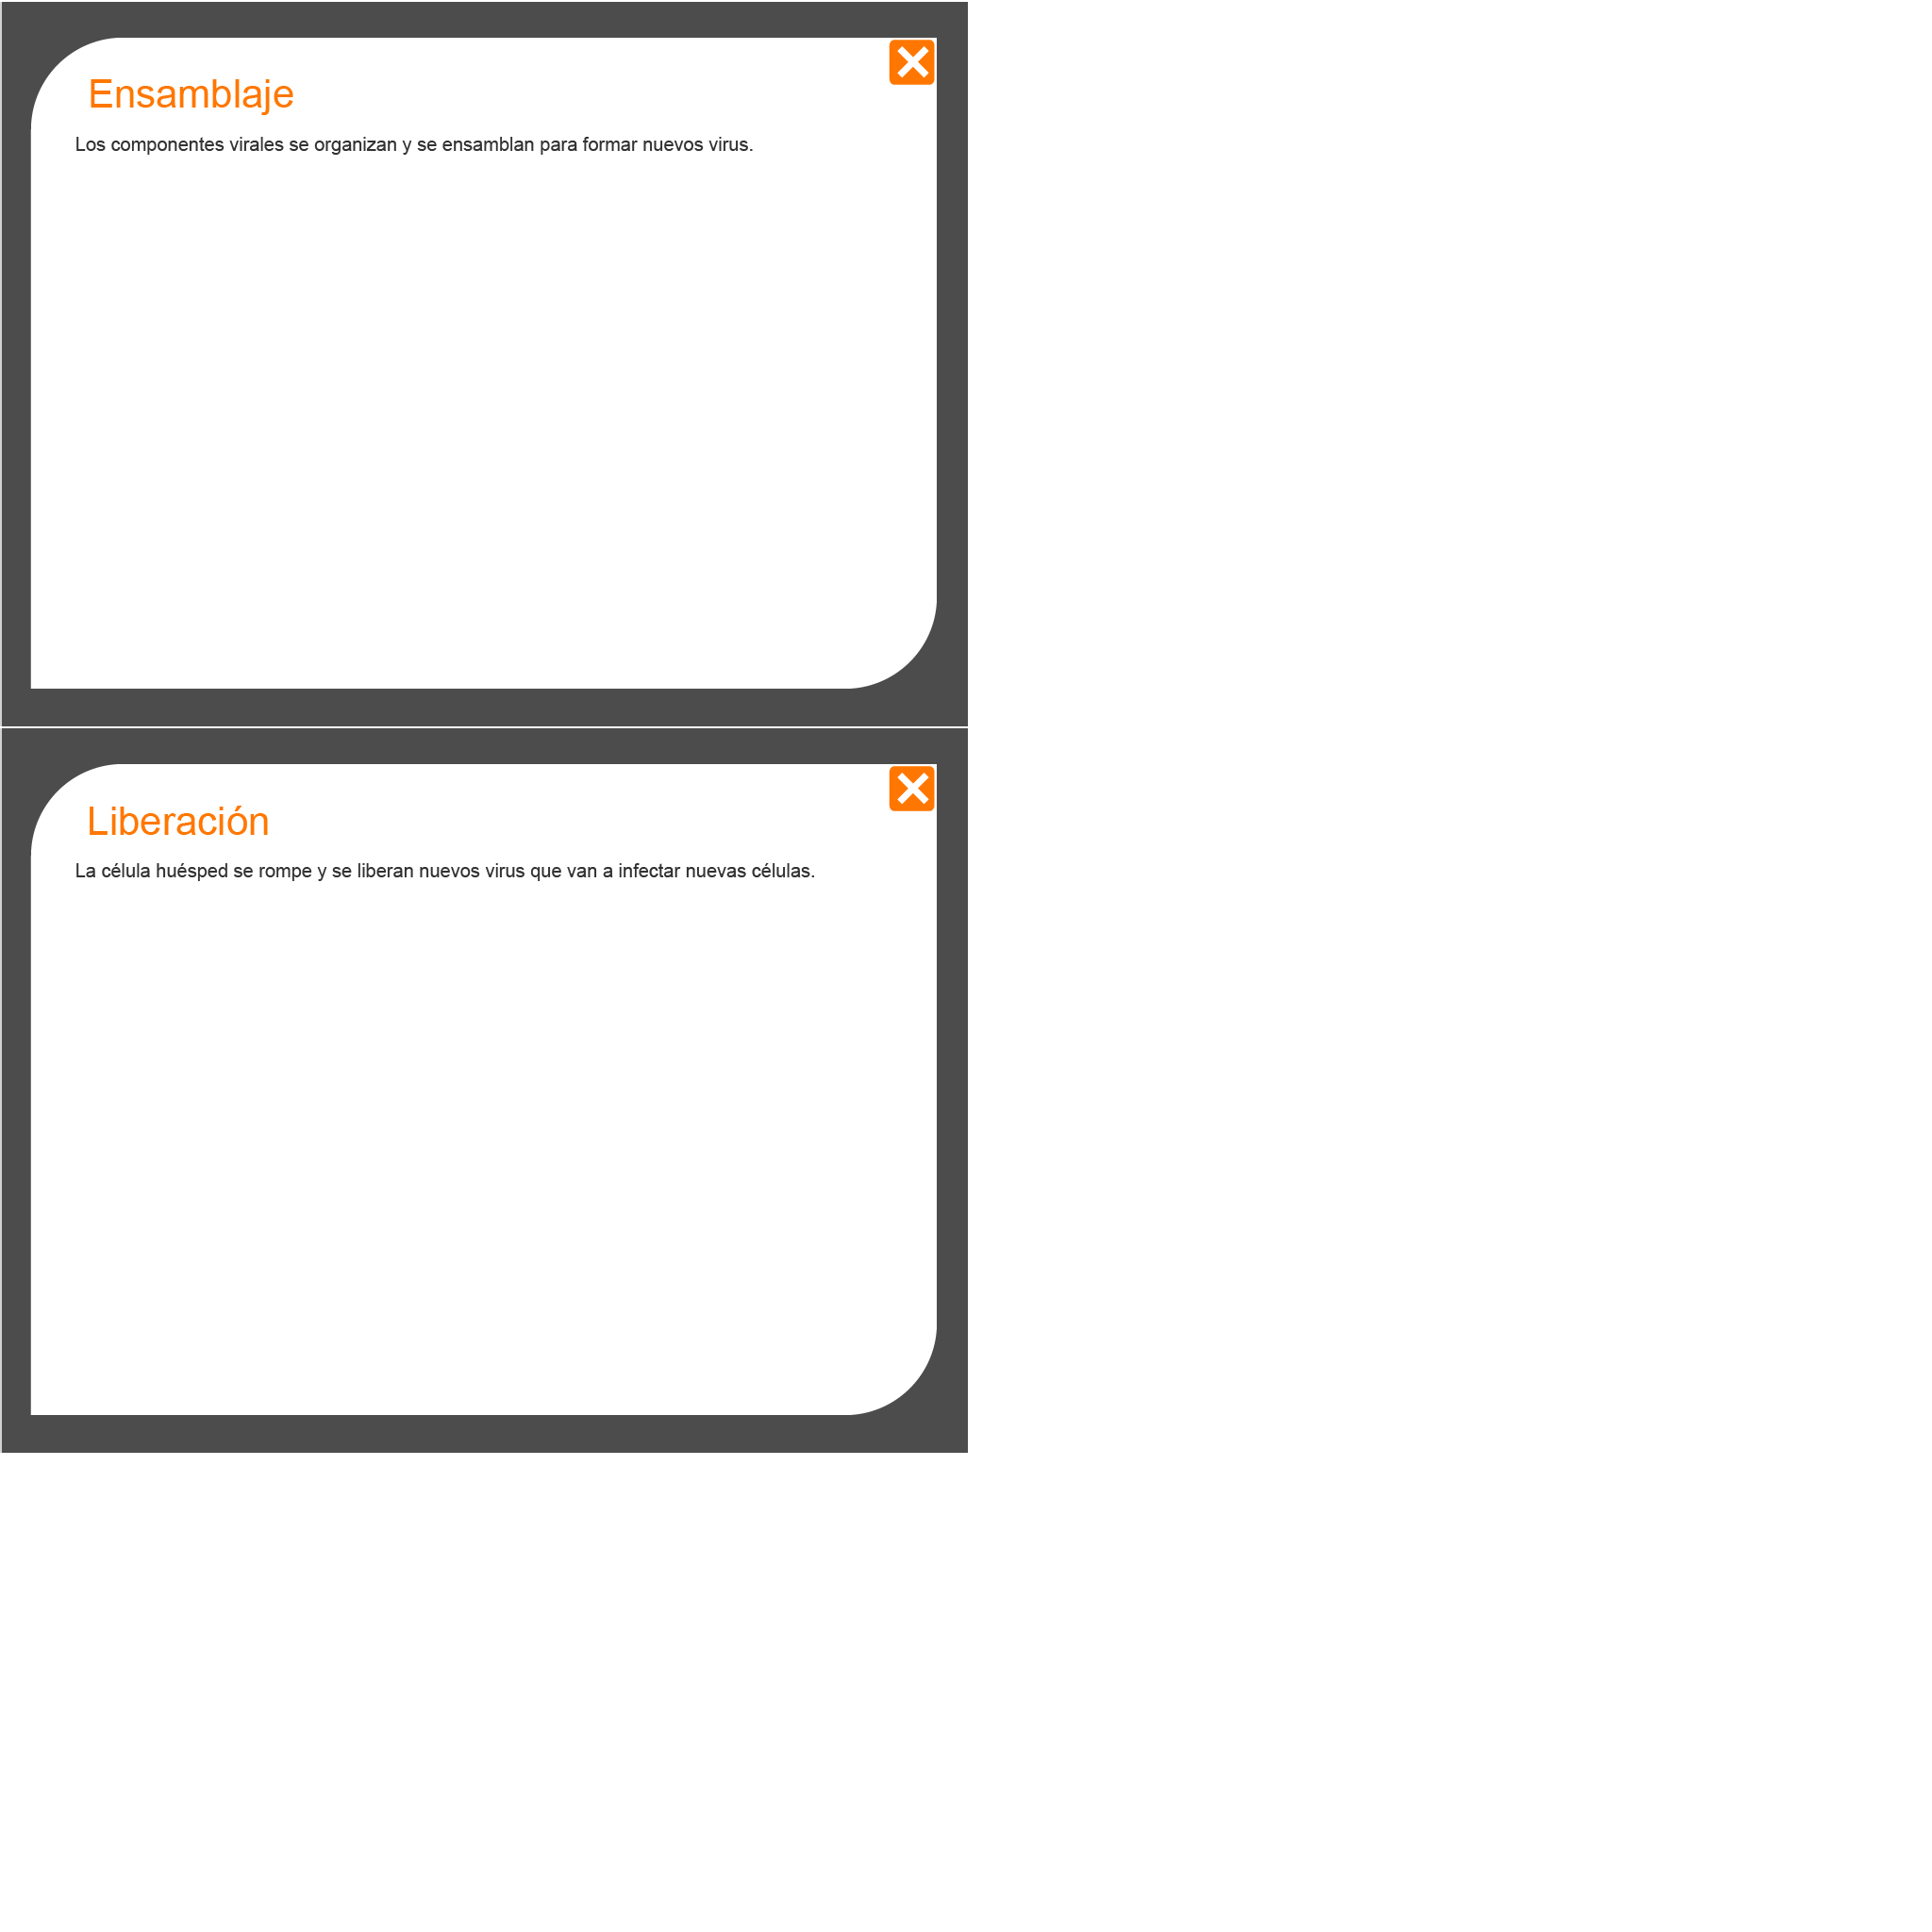 Ensamblaje
Los componentes virales se organizan y se ensamblan para formar nuevos virus.
Liberación
La célula huésped se rompe y se liberan nuevos virus que van a infectar nuevas células.